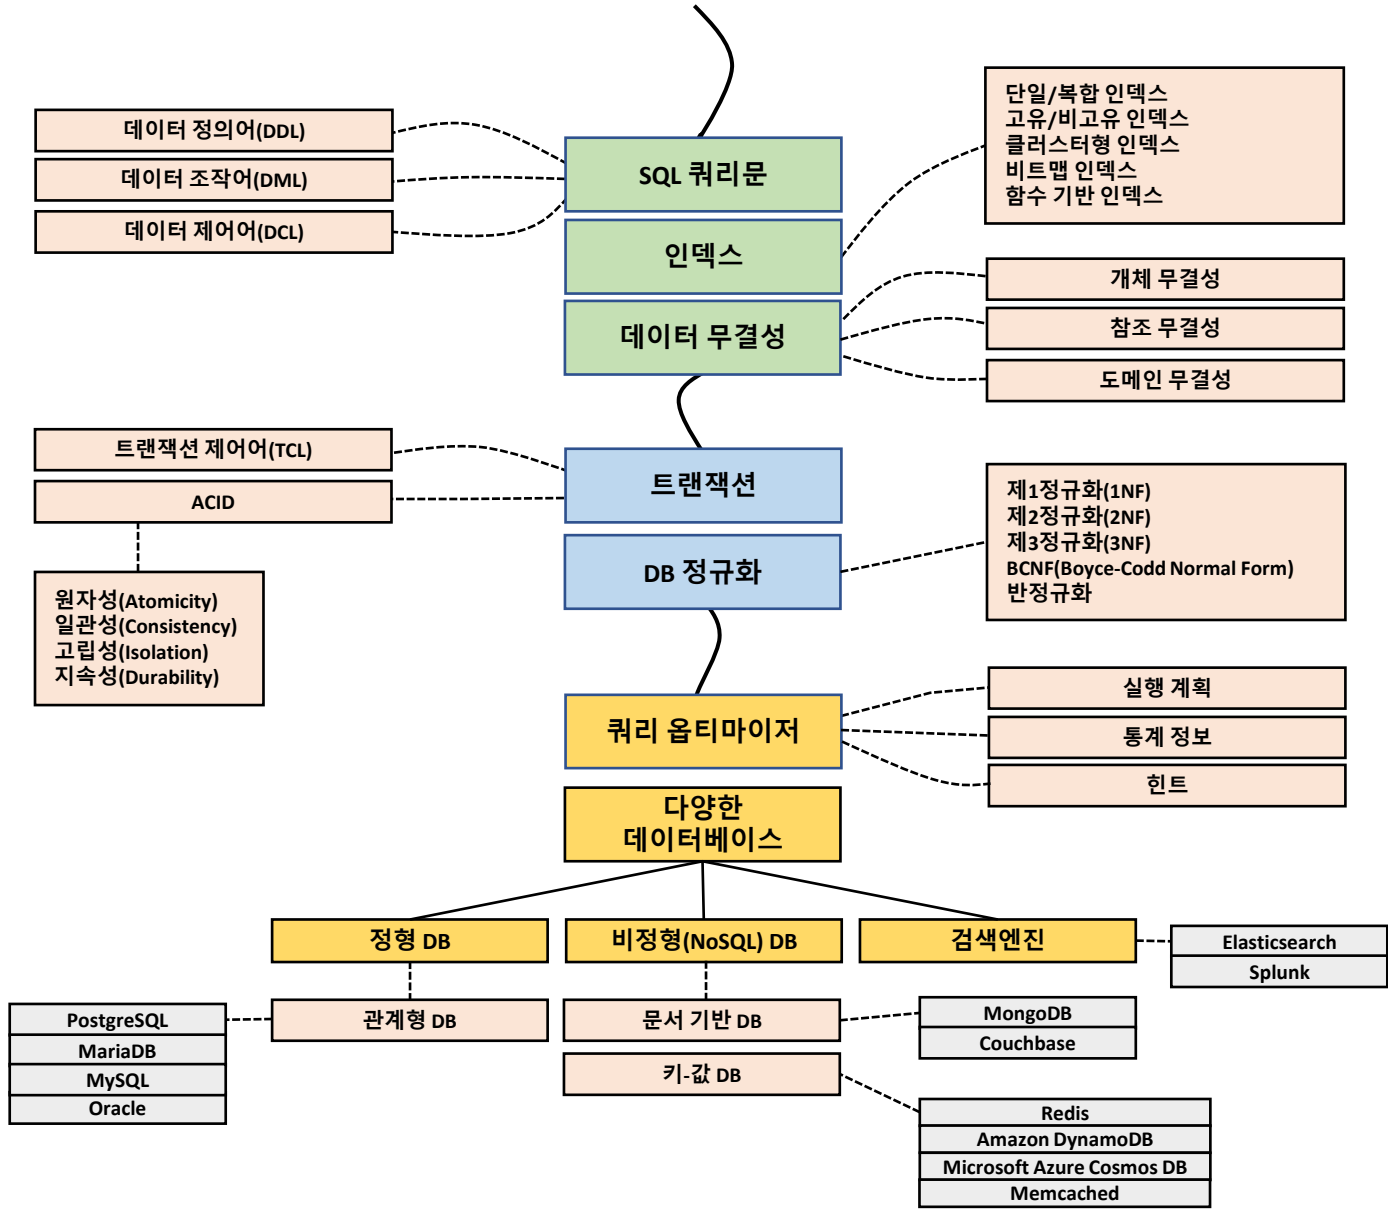 데이터 정의어(DDL)
데이터 조작어(DML)
데이터 제어어(DCL)
SQL 쿼리문
인덱스
데이터 무결성
단일/복합 인덱스
고유/비고유 인덱스
클러스터형 인덱스
비트맵 인덱스
함수 기반 인덱스
개체 무결성
참조 무결성
도메인 무결성
트랜잭션 제어어(TCL)
ACID
원자성(Atomicity)
일관성(Consistency)
고립성(Isolation)
지속성(Durability)
트랜잭션
DB 정규화
제1정규화(1NF)
제2정규화(2NF)
제3정규화(3NF)
BCNF(Boyce-Codd Normal Form)
반정규화
쿼리 옵티마이저
실행 계획
통계 정보
힌트
다양한
데이터베이스
정형 DB
비정형(NoSQL) DB
검색엔진
Elasticsearch
Splunk
관계형 DB
PostgreSQL
MariaDB
MySQL
Oracle
문서 기반 DB
MongoDB
Couchbase
키-값 DB
Redis
Amazon DynamoDB
Microsoft Azure Cosmos DB
Memcached